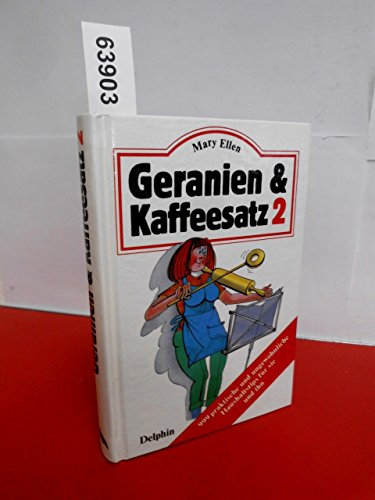 63903
Mary Ellen
Geranien &
Kaffeesatz 2
999 praktische und ungewöhnliche
Haushaltstips für sie
und ihn
Delphin
Geranien & Kaffeesatz 2